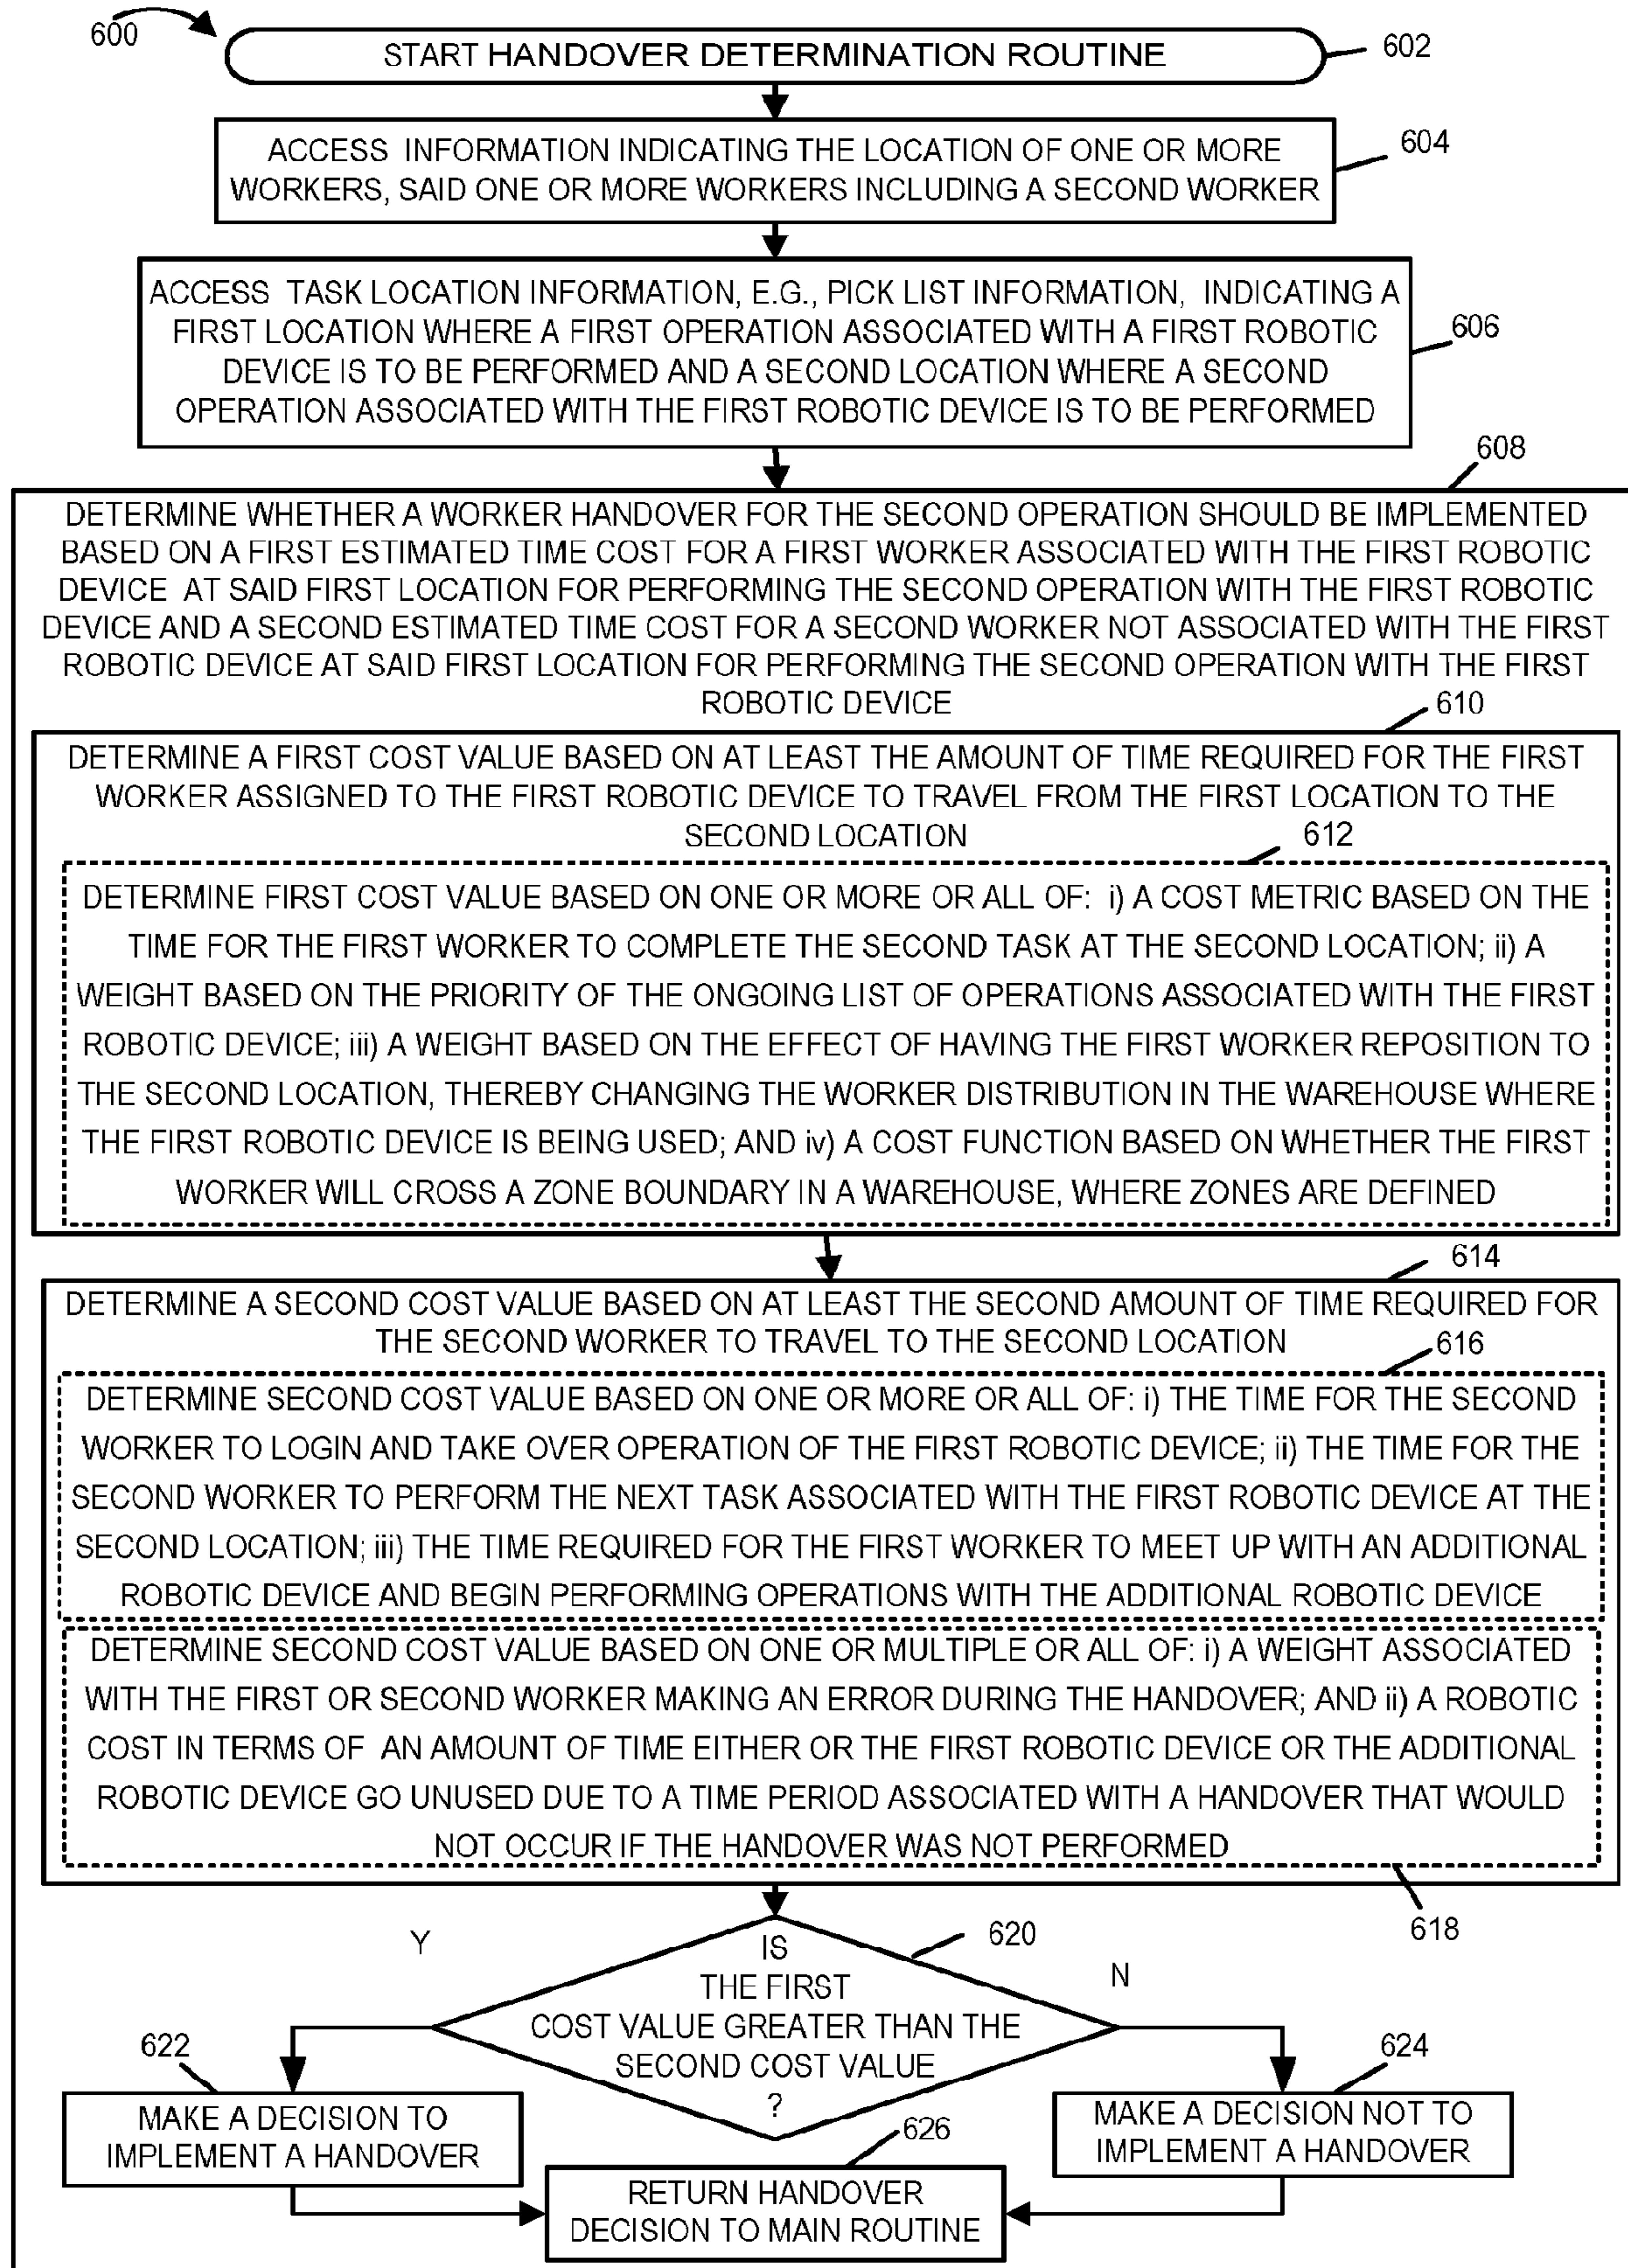 600
START HANDOVER DETERMINATION ROUTINE
602
ACCESS INFORMATION INDICATING THE LOCATION OF ONE OR MORE
WORKERS, SAID ONE OR MORE WORKERS INCLUDING A SECOND WORKER
604
ACCESS TASK LOCATION INFORMATION, E.G., PICK LIST INFORMATION, INDICATING A
FIRST LOCATION WHERE A FIRST OPERATION ASSOCIATED WITH A FIRST ROBOTIC
DEVICE IS TO BE PERFORMED AND A SECOND LOCATION WHERE A SECOND
OPERATION ASSOCIATED WITH THE FIRST ROBOTIC DEVICE IS TO BE PERFORMED
606
608
DETERMINE WHETHER A WORKER HANDOVER FOR THE SECOND OPERATION SHOULD BE IMPLEMENTED
BASED ON A FIRST ESTIMATED TIME COST FOR A FIRST WORKER ASSOCIATED WITH THE FIRST ROBOTIC
DEVICE AT SAID FIRST LOCATION FOR PERFORMING THE SECOND OPERATION WITH THE FIRST ROBOTIC
DEVICE AND A SECOND ESTIMATED TIME COST FOR A SECOND WORKER NOT ASSOCIATED WITH THE FIRST
ROBOTIC DEVICE AT SAID FIRST LOCATION FOR PERFORMING THE SECOND OPERATION WITH THE FIRST
ROBOTIC DEVICE
610
DETERMINE A FIRST COST VALUE BASED ON AT LEAST THE AMOUNT OF TIME REQUIRED FOR THE FIRST
WORKER ASSIGNED TO THE FIRST ROBOTIC DEVICE TO TRAVEL FROM THE FIRST LOCATION TO THE
SECOND LOCATION
612
DETERMINE FIRST COST VALUE BASED ON ONE OR MORE OR ALL OF: i) A COST METRIC BASED ON THE
TIME FOR THE FIRST WORKER TO COMPLETE THE SECOND TASK AT THE SECOND LOCATION; ii) A
WEIGHT BASED ON THE PRIORITY OF THE ONGOING LIST OF OPERATIONS ASSOCIATED WITH THE FIRST
ROBOTIC DEVICE; iii) A WEIGHT BASED ON THE EFFECT OF HAVING THE FIRST WORKER REPOSITION TO
THE SECOND LOCATION, THEREBY CHANGING THE WORKER DISTRIBUTION IN THE WAREHOUSE WHERE
THE FIRST ROBOTIC DEVICE IS BEING USED; AND iv) A COST FUNCTION BASED ON WHETHER THE FIRST
WORKER WILL CROSS A ZONE BOUNDARY IN A WAREHOUSE, WHERE ZONES ARE DEFINED
614
DETERMINE A SECOND COST VALUE BASED ON AT LEAST THE SECOND AMOUNT OF TIME REQUIRED FOR
THE SECOND WORKER TO TRAVEL TO THE SECOND LOCATION
616
DETERMINE SECOND COST VALUE BASED ON ONE OR MORE OR ALL OF: i) THE TIME FOR THE SECOND
WORKER TO LOGIN AND TAKE OVER OPERATION OF THE FIRST ROBOTIC DEVICE; ii) THE TIME FOR THE
SECOND WORKER TO PERFORM THE NEXT TASK ASSOCIATED WITH THE FIRST ROBOTIC DEVICE AT THE
SECOND LOCATION; iii) THE TIME REQUIRED FOR THE FIRST WORKER TO MEET UP WITH AN ADDITIONAL
ROBOTIC DEVICE AND BEGIN PERFORMING OPERATIONS WITH THE ADDITIONAL ROBOTIC DEVICE
DETERMINE SECOND COST VALUE BASED ON ONE OR MULTIPLE OR ALL OF: i) A WEIGHT ASSOCIATED
WITH THE FIRST OR SECOND WORKER MAKING AN ERROR DURING THE HANDOVER; AND ii) A ROBOTIC
COST IN TERMS OF AN AMOUNT OF TIME EITHER OR THE FIRST ROBOTIC DEVICE OR THE ADDITIONAL
ROBOTIC DEVICE GO UNUSED DUE TO A TIME PERIOD ASSOCIATED WITH A HANDOVER THAT WOULD
NOT OCCUR IF THE HANDOVER WAS NOT PERFORMED
618
Y
620
N
IS
THE FIRST
COST VALUE GREATER THAN THE
SECOND COST VALUE
?
622
MAKE A DECISION TO
IMPLEMENT A HANDOVER
624
MAKE A DECISION NOT TO
IMPLEMENT A HANDOVER
626
RETURN HANDOVER
DECISION TO MAIN ROUTINE